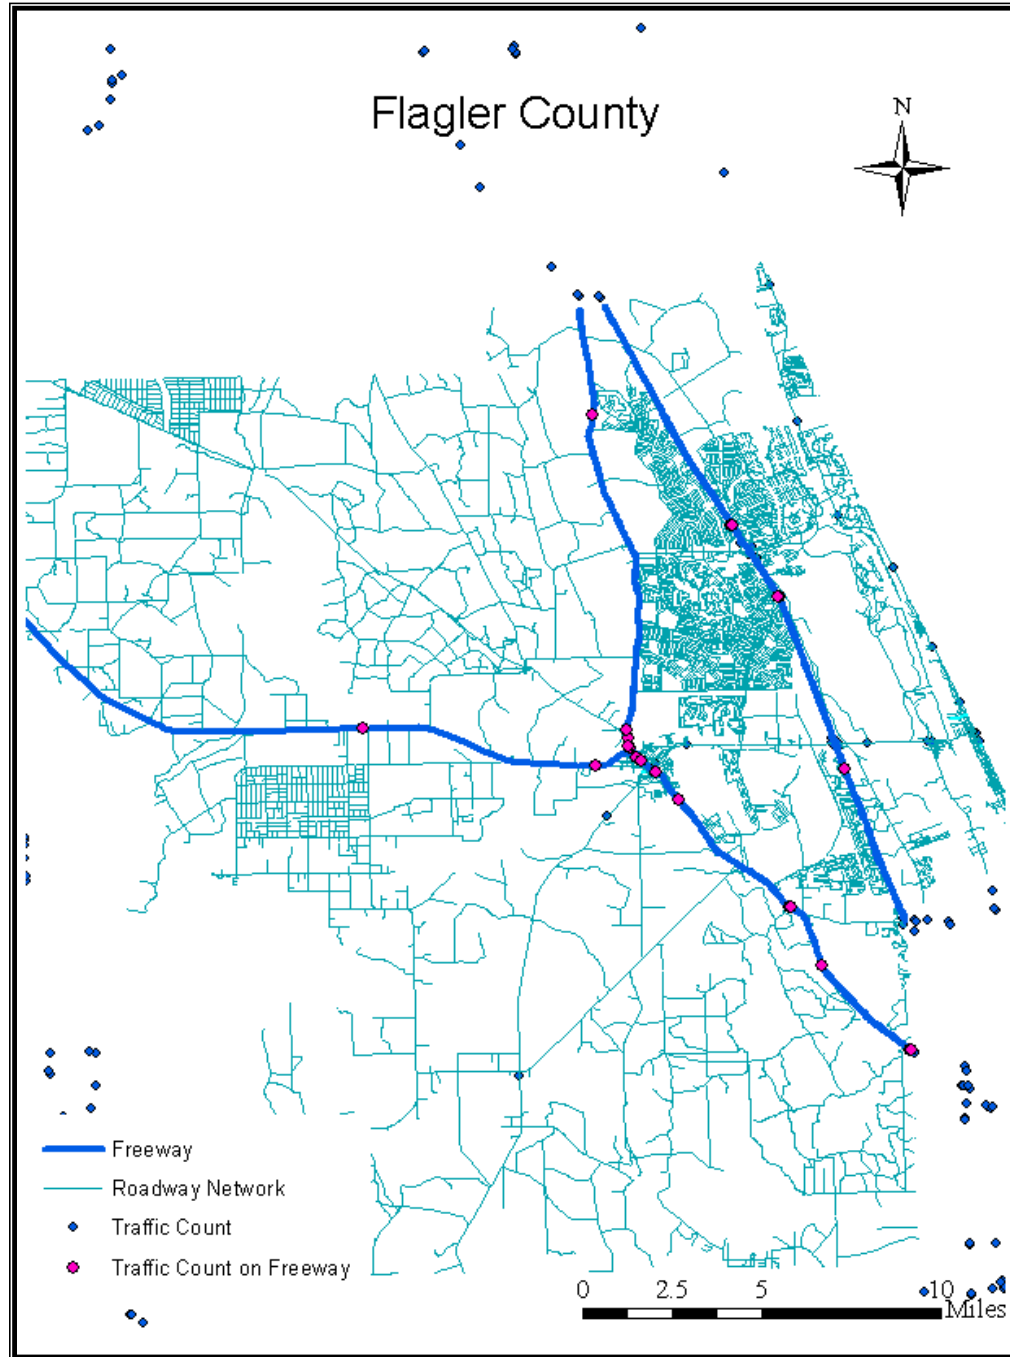 Flagler County
N
Freeway
Roadway Network
Traffic Count
Traffic Count on Freeway
0 2.5 5 10
Miles